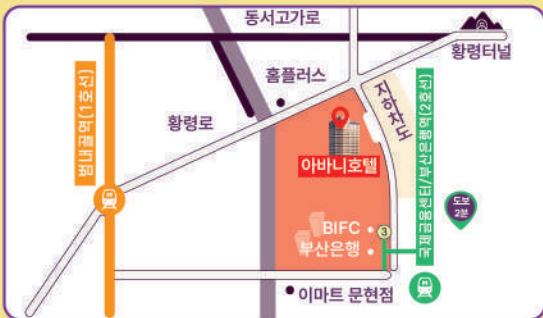 동서고가로
황령터널
홈플러스
황령로
지하차도
범내골역(1호선)
아바니호텔
국제금융센터/부산은행역(2호선)
도보
2분
BIFC
3
부산은행
이마트 문현점